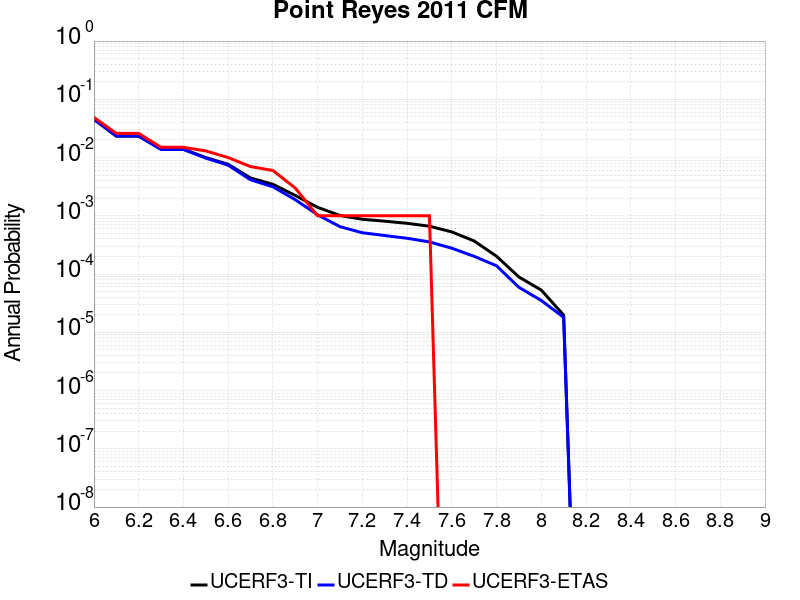 Point Reyes 2011 CFM
10^0
10^-1
10^-2
10^-3
10^-4
10^-5
10^-6
10^-7
10^-8
Annual Probability
6 6.2 6.4 6.6 6.8 7 7.2 7.4 7.6 7.8 8 8.2 8.4 8.6 8.8 9
Magnitude
UCERF3-TI UCERF3-TD UCERF3-ETAS